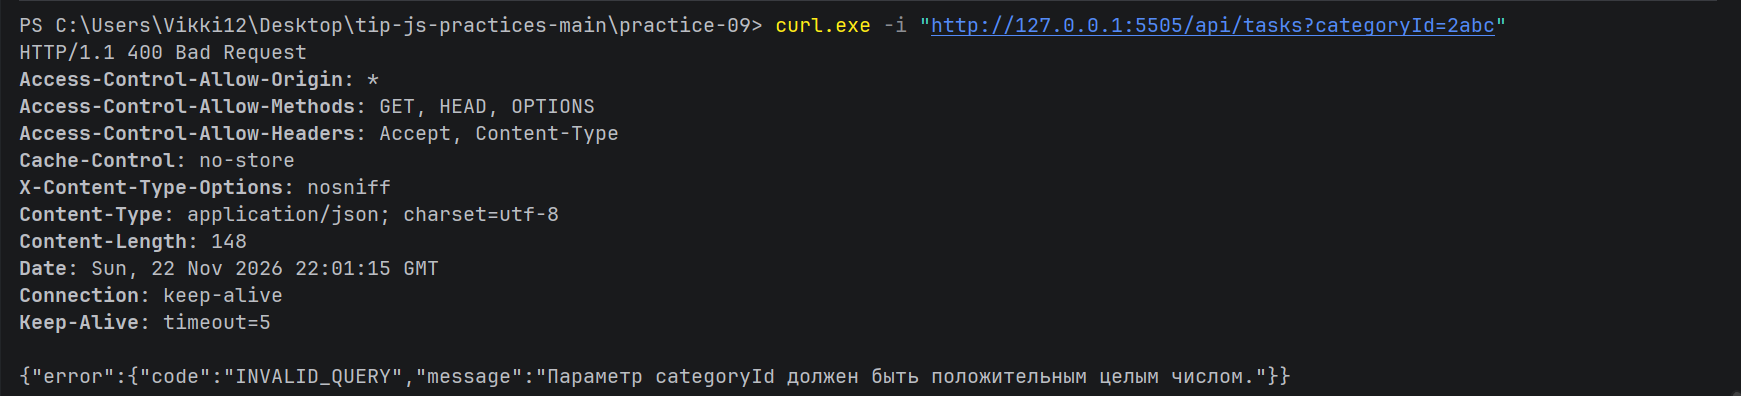 PS C:\Users\Vikki12\Desktop\tip-js-practices-main\practice-09> curl.exe -i "http://127.0.0.1:5505/api/tasks?categoryId=2abc"
HTTP/1.1 400 Bad Request
Access-Control-Allow-Origin: *
Access-Control-Allow-Methods: GET, HEAD, OPTIONS
Access-Control-Allow-Headers: Accept, Content-Type
Cache-Control: no-store
X-Content-Type-Options: nosniff
Content-Type: application/json; charset=utf-8
Content-Length: 148
Date: Sun, 22 Nov 2026 22:01:15 GMT
Connection: keep-alive
Keep-Alive: timeout=5
{"error":{"code":"INVALID_QUERY","message":"Параметр categoryId должен быть положительным целым числом."}}